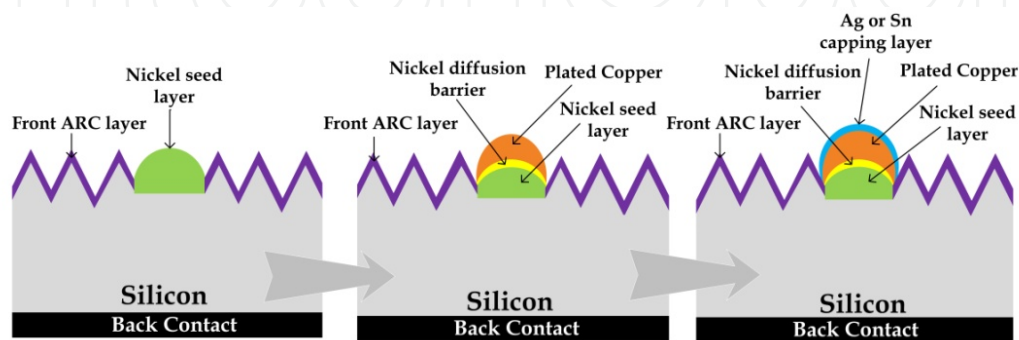 Nickel seed
layer
Front ARC layer
Silicon
Back Contact
Nickel diffusion
barrier
Plated Copper
Nickel seed
layer
Front ARC layer
Silicon
Back Contact
Ag or Sn
capping layer
Nickel diffusion
barrier
Plated Copper
Nickel seed
layer
Front ARC layer
Silicon
Back Contact